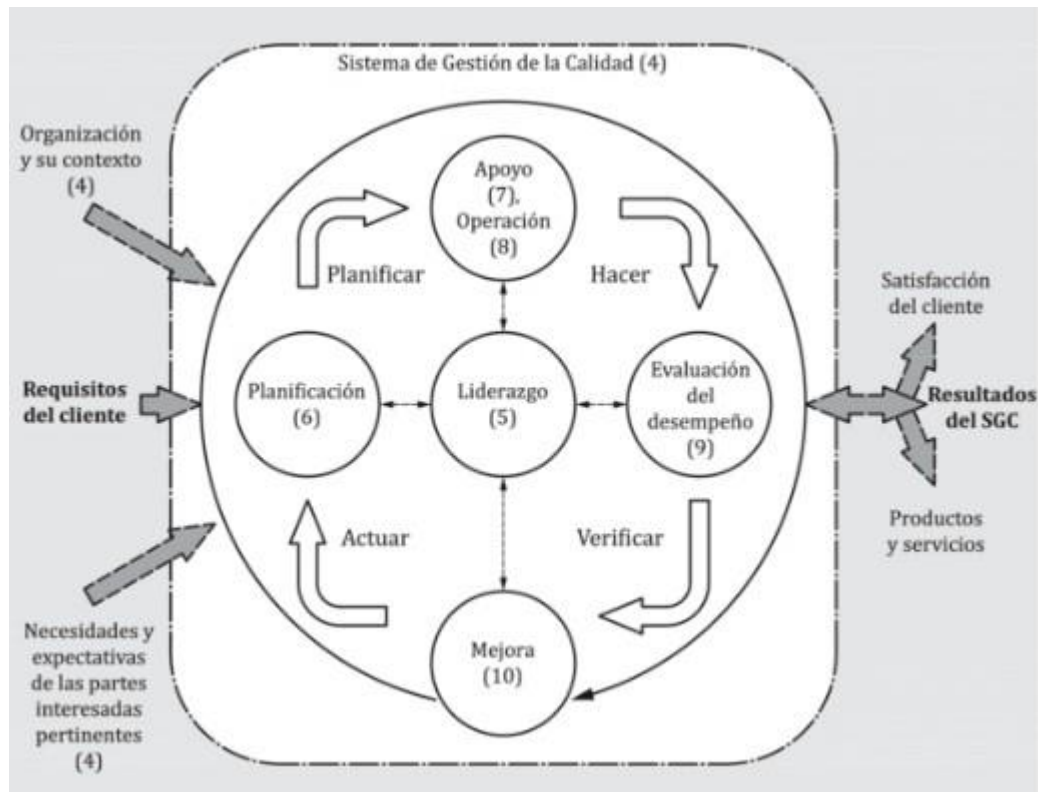 Sistema de Gestión de la Calidad (4)
Organización
y su contexto
(4)
Apoyo
(7),
Operación
(8)
Planificar
Hacer
Satisfacción
del cliente
Requisitos
del cliente
Planificación
(6)
Liderazgo
(5)
Evaluación
del
desempeño
(9)
Resultados
del SGC
Actuar
Verificar
Productos
y servicios
Necesidades y
expectativas
de las partes
interesadas
pertinentes
(4)
Mejora
(10)